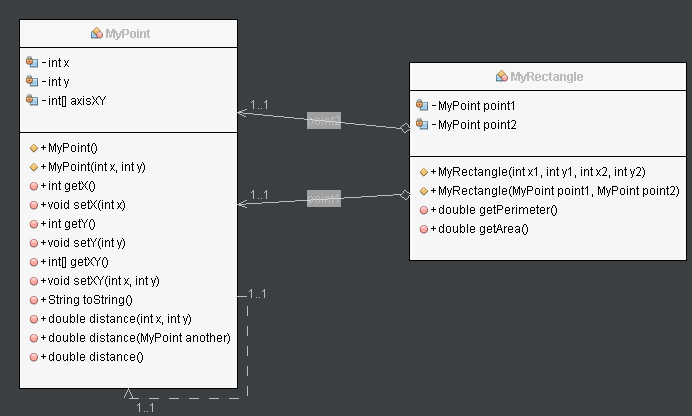 MyPoint
- int x
- int y
- int[] axisXY
+ MyPoint()
+ MyPoint(int x, int y)
+ int getX()
+ void setX(int x)
+ int getY()
+ void setY(int y)
+ int[] getXY()
+ void setXY(int x, int y)
+ String toString()
+ double distance(int x, int y)
+ double distance(MyPoint another)
+ double distance()
1..1
1..1
1..1
1..1
point1
MyRectangle
- MyPoint point1
- MyPoint point2
+ MyRectangle(int x1, int y1, int x2, int y2)
+ MyRectangle(MyPoint point1, MyPoint point2)
+ double getPerimeter()
+ double getArea()